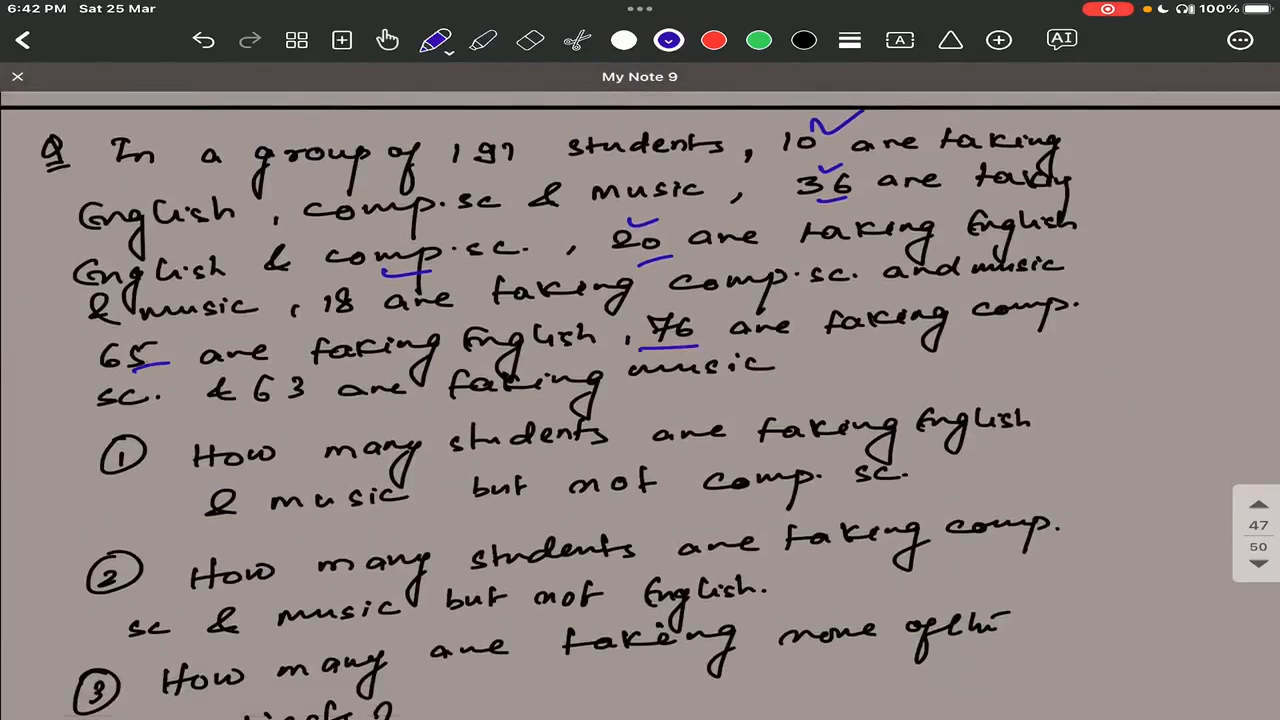 6:42 PM Sat 25 Mar
100%
A
AI
My Note 9
Q In a group of 191 students, 10 are taking
English, comp.sc & music, 36 are taking
English & comp.sc., 20 are taking English
& music, 18 are taking comp.sc. and music
65 are taking English, 76 are taking comp.
sc. & 63 are taking music
① How many students are taking English
& music but not comp. sc.
② How many students are taking comp.
sc & music but not English.
③ How many are taking none of
47
50